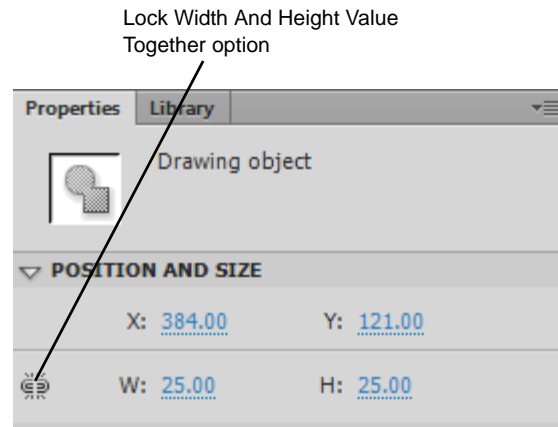 Lock Width And Height Value
Together option
Properties Library
Drawing object
POSITION AND SIZE
X: 384.00 Y: 121.00
W: 25.00 H: 25.00